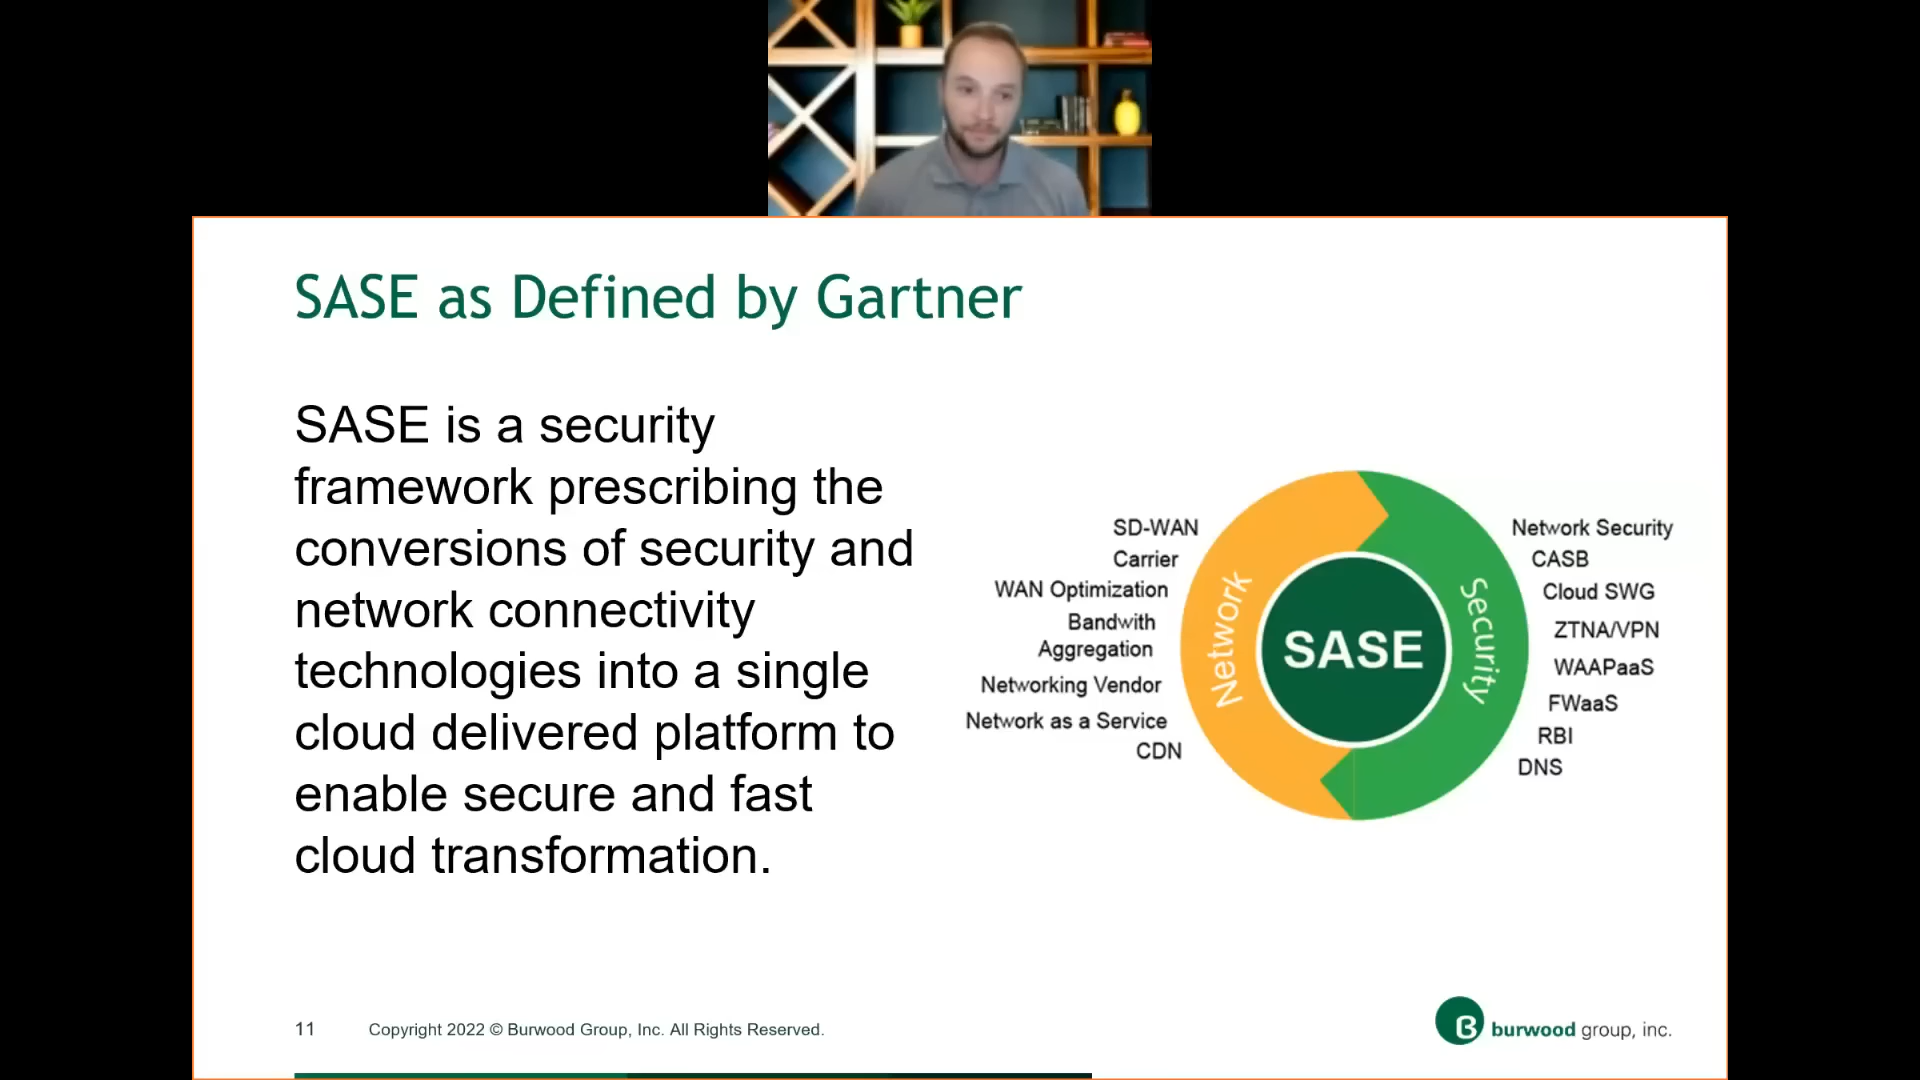 SASE as Defined by Gartner
SASE is a security
framework prescribing the
conversions of security and
network connectivity
technologies into a single
cloud delivered platform to
enable secure and fast
cloud transformation.
SD-WAN
Carrier
WAN Optimization
Bandwith
Aggregation
Networking Vendor
Network as a Service
CDN
Network
SASE
Security
Network Security
CASB
Cloud SWG
ZTNA/VPN
WAAPaaS
FWaaS
RBI
DNS
11 Copyright 2022 © Burwood Group, Inc. All Rights Reserved.
B burwood group, inc.